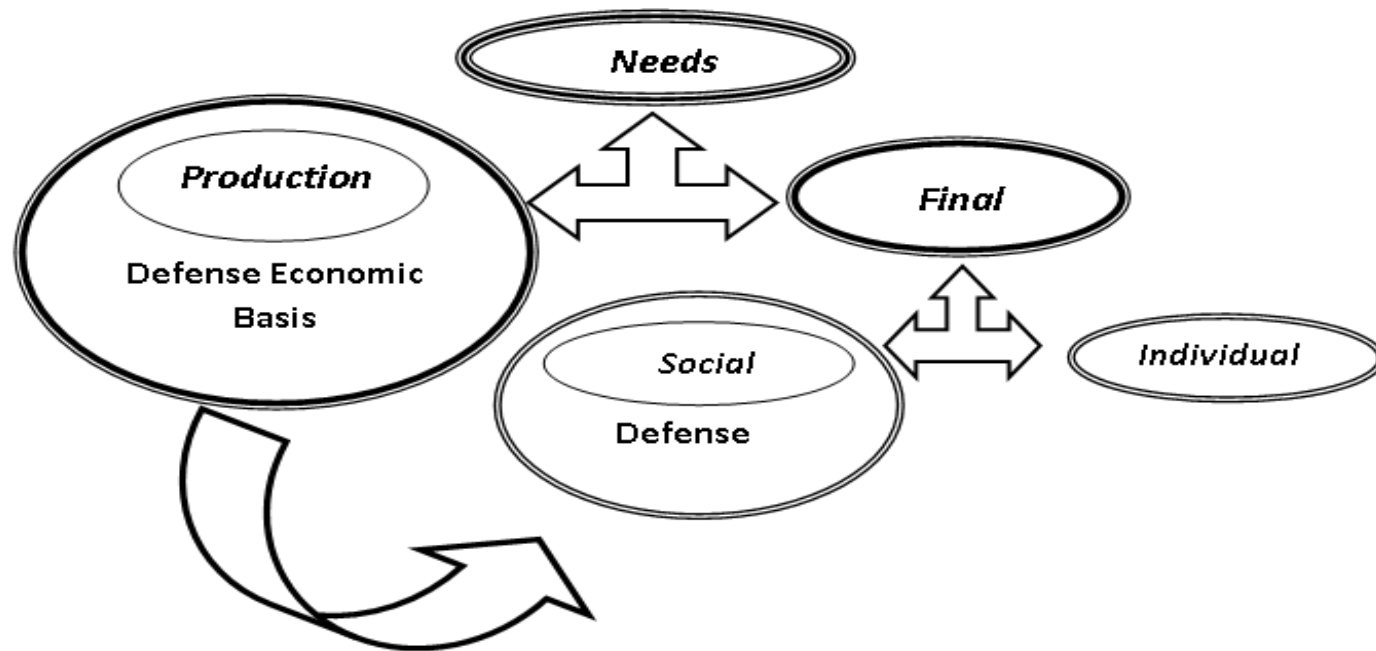 Needs
Production
Final
Defense Economic
Basis
Social
Individual
Defense